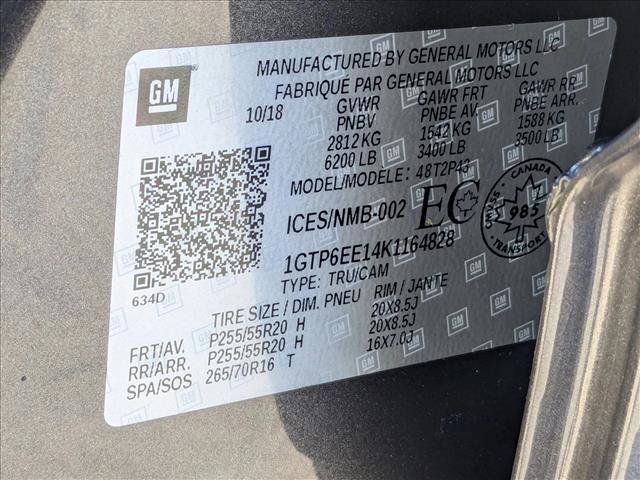 MANUFACTURED BY GENERAL MOTORS LLC
FABRIQUÉ PAR GENERAL MOTORS LLC
GM
10/18 GVWR GAWR FRT GAWR RR
PNBV PNBE AV PNBE ARR.
2812 KG 1542 KG 1588 KG
6200 LB 3400 LB 3500 LB
MODEL/MODELE: 48T2P43
ICES/NMB-002 EC CANADA 985 TRANSPORT
1GTP6EE14K1164828
634D
TYPE: TRU/CAM
TIRE SIZE / DIM. PNEU RIM / JANTE
FRT/AV. P255/55R20 H 20X8.5J
RR/ARR. P255/55R20 H 20X8.5J
SPA/SOS 265/70R16 T 16X7.0J